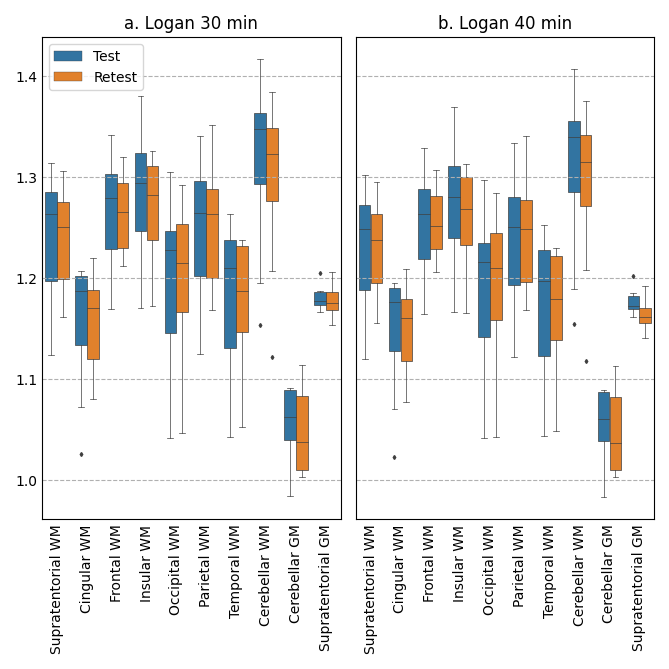 a. Logan 30 min
b. Logan 40 min
Test
Retest
1.4
1.3
1.2
1.1
1.0
Supratentorial WM
Cingular WM
Frontal WM
Insular WM
Occipital WM
Parietal WM
Temporal WM
Cerebellar WM
Cerebellar GM
Supratentorial GM
Supratentorial WM
Cingular WM
Frontal WM
Insular WM
Occipital WM
Parietal WM
Temporal WM
Cerebellar WM
Cerebellar GM
Supratentorial GM